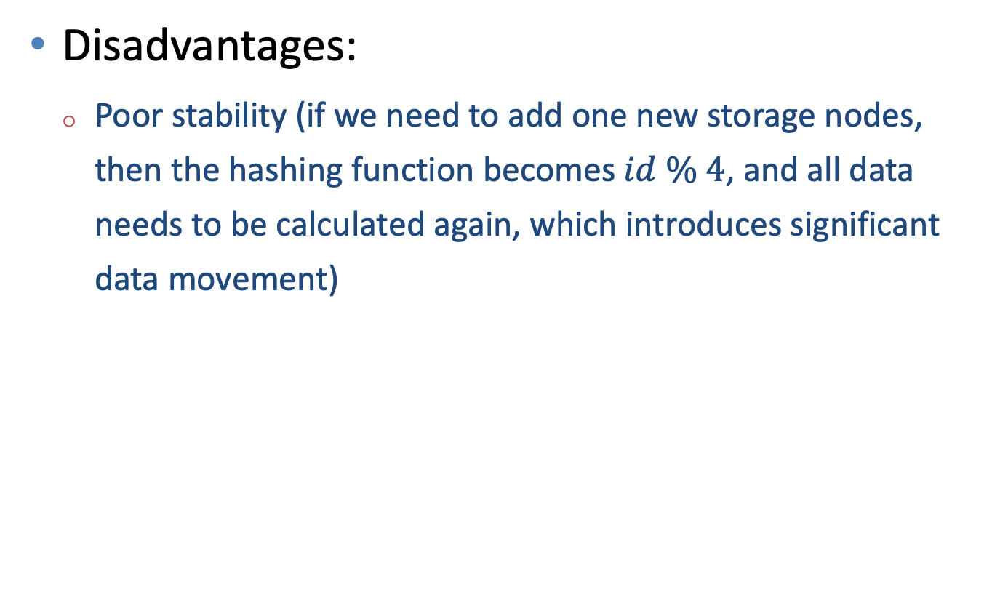 • Disadvantages:
○ Poor stability (if we need to add one new storage nodes,
then the hashing function becomes id % 4, and all data
needs to be calculated again, which introduces significant
data movement)